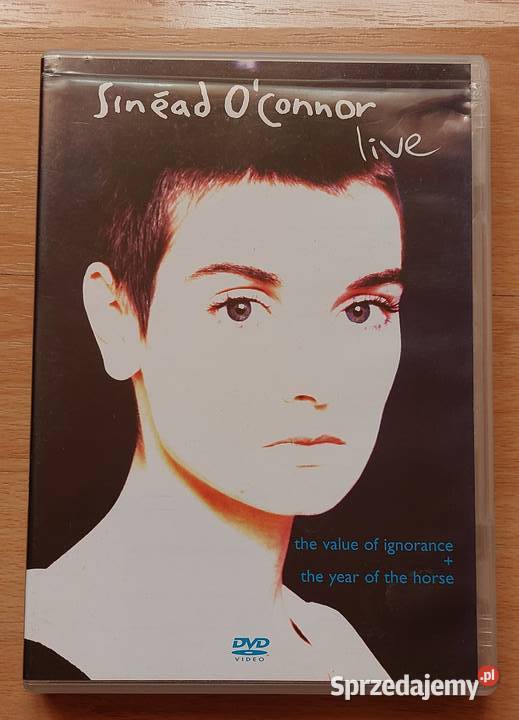 Sinéad O'Connor
live
the value of ignorance
+
the year of the horse
DVD
VIDEO
Sprzedajemy.pl